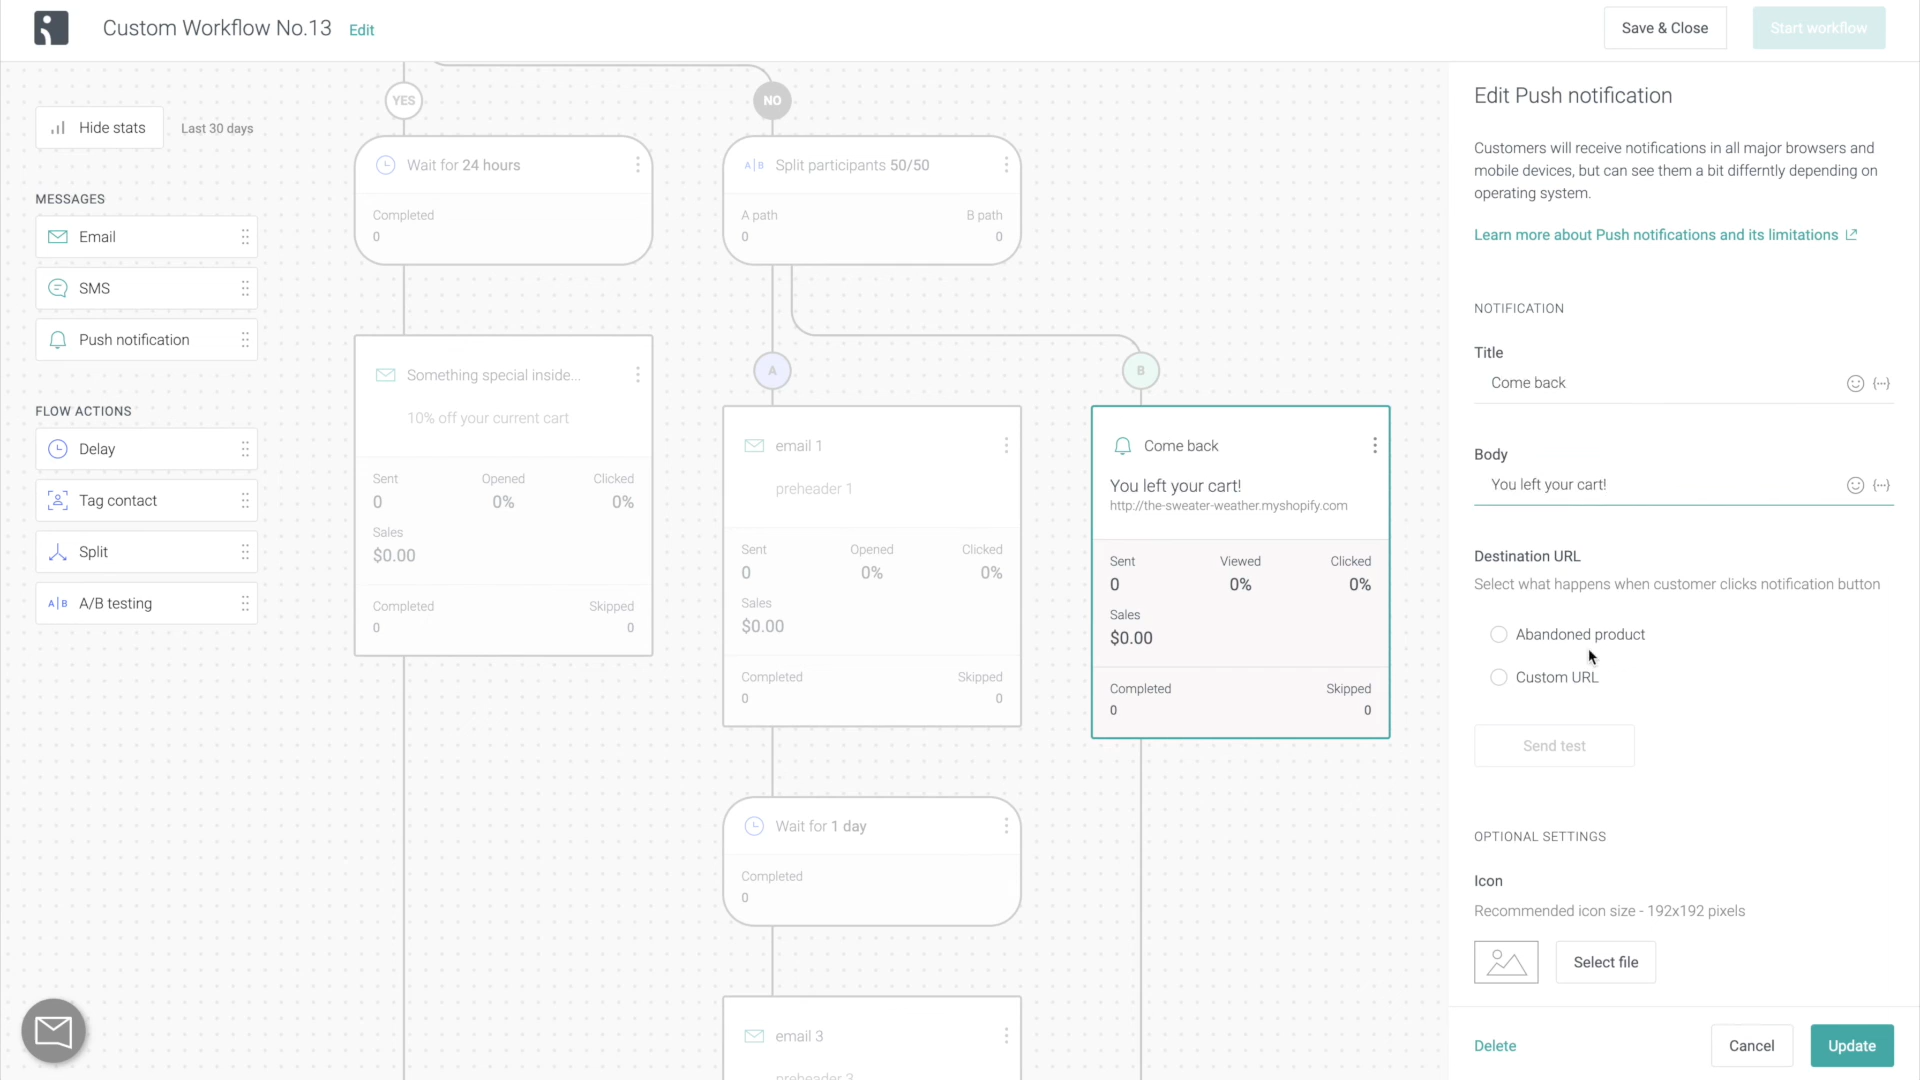 Custom Workflow No.13 Edit
Save & Close
Start workflow
Hide stats
Last 30 days
MESSAGES
Email
SMS
Push notification
FLOW ACTIONS
Delay
Tag contact
Split
A|B A/B testing
YES
NO
Wait for 24 hours
Completed
0
A|B Split participants 50/50
A path B path
0 0
Something special inside...
10% off your current cart
Sent Opened Clicked
0 0% 0%
Sales
$0.00
Completed Skipped
0 0
A
B
email 1
preheader 1
Sent Opened Clicked
0 0% 0%
Sales
$0.00
Completed Skipped
0 0
Come back
You left your cart!
http://the-sweater-weather.myshopify.com
Sent Viewed Clicked
0 0% 0%
Sales
$0.00
Completed Skipped
0 0
Wait for 1 day
Completed
0
email 3
preheader 3
Edit Push notification
Customers will receive notifications in all major browsers and
mobile devices, but can see them a bit differntly depending on
operating system.
Learn more about Push notifications and its limitations
NOTIFICATION
Title
Come back
Body
You left your cart!
Destination URL
Select what happens when customer clicks notification button
Abandoned product
Custom URL
Send test
OPTIONAL SETTINGS
Icon
Recommended icon size - 192x192 pixels
Select file
Delete
Cancel
Update